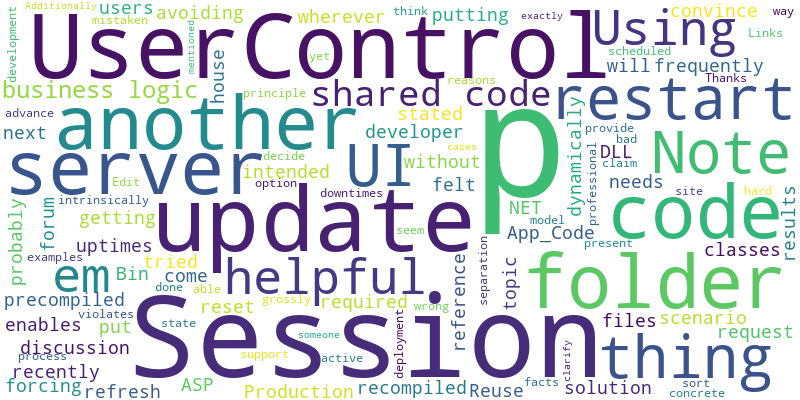 UserControl
Session
p
update
server
another
restart
code
folder
thing
Note
UI
Using
shared code
helpful
em
business logic
Additionally
users
mistaken
avoiding
wherever
think
putting
exactly
convince
way
development
mentioned
house
yet
reasons
scheduled
Links
will
frequently
Thanks
principle
stated
advance
next
developer
dynamically
provide
bad
DLL
claim
professional
cases
decide
intended
without
felt
Edit
option
needs
site
hard
results
intrinsically
downtimes
NET
model
probably
forum
getting
uptimes
seem
App_Code
present
classes
examples
tried
Bin
come
done
able
reference
separation
topic
precompiled
violates
state
reset
grossly
required
wrong
deployment
files
scenario
enables
put
someone
clarify
request
discussion
process
support
active
facts
sort
solution
recently
forcing
refresh
ASP
Production
recompiled
Reuse
concrete